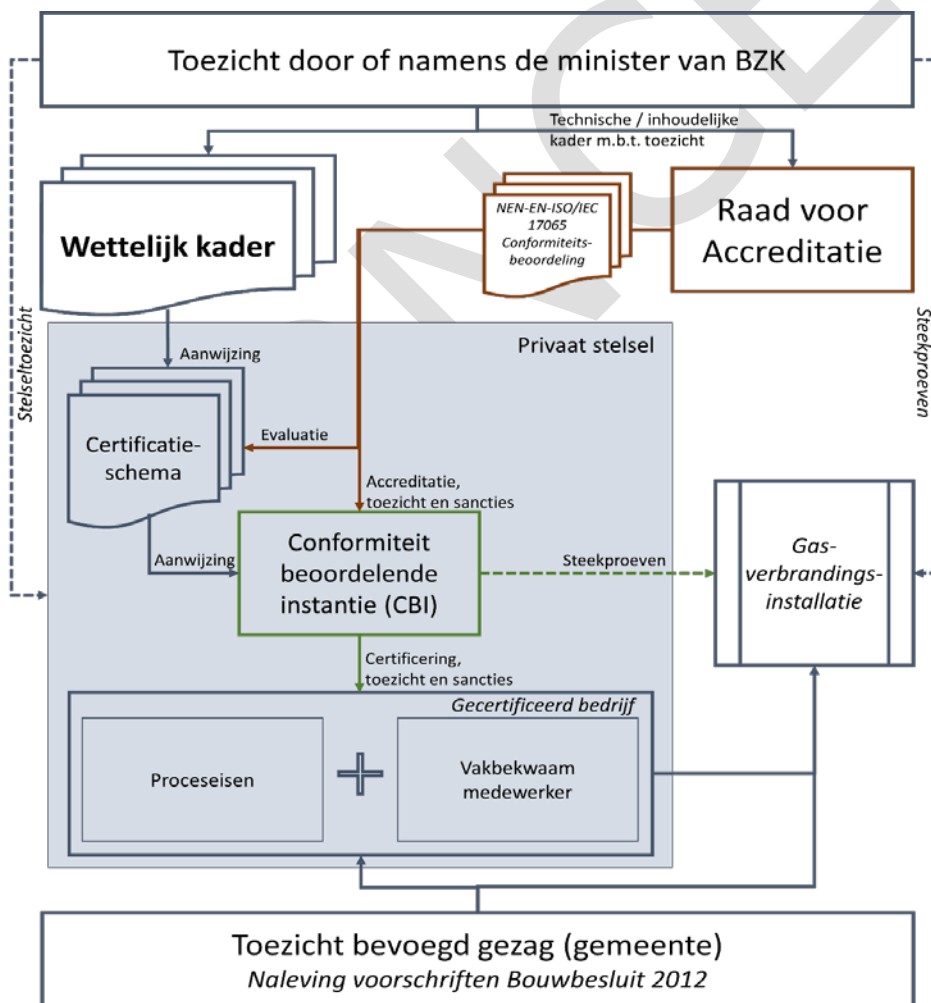 Toezicht door of namens de minister van BZK
Technische / inhoudelijke
kader m.b.t. toezicht
Wettelijk kader
NEN-EN-ISO/IEC
17065
Conformiteits-
beoordeling
Raad voor
Accreditatie
Stelseltoezicht
Steekproeven
Privaat stelsel
Aanwijzing
Certificatie-
schema
Evaluatie
Accreditatie,
toezicht en sancties
Aanwijzing
Conformiteit
beoordelende
instantie (CBI)
Steekproeven
Gas-
verbrandings-
installatie
Certificering,
toezicht en sancties
Gecertificeerd bedrijf
Proceseisen
Vakbekwaam
medewerker
Toezicht bevoegd gezag (gemeente)
Naleving voorschriften Bouwbesluit 2012